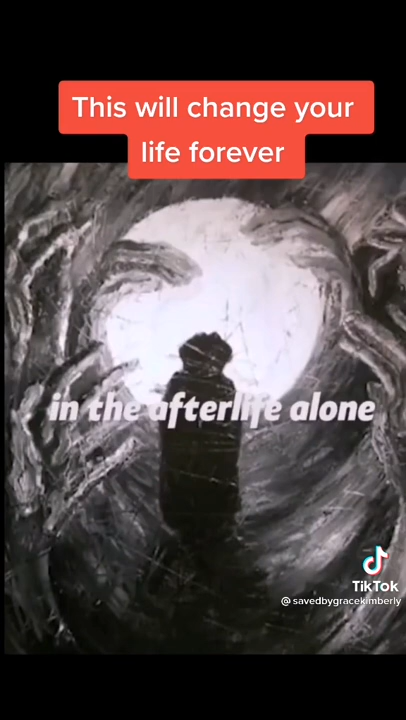 This will change your
life forever
in the afterlife alone
TikTok
@ savedbygracekimberly